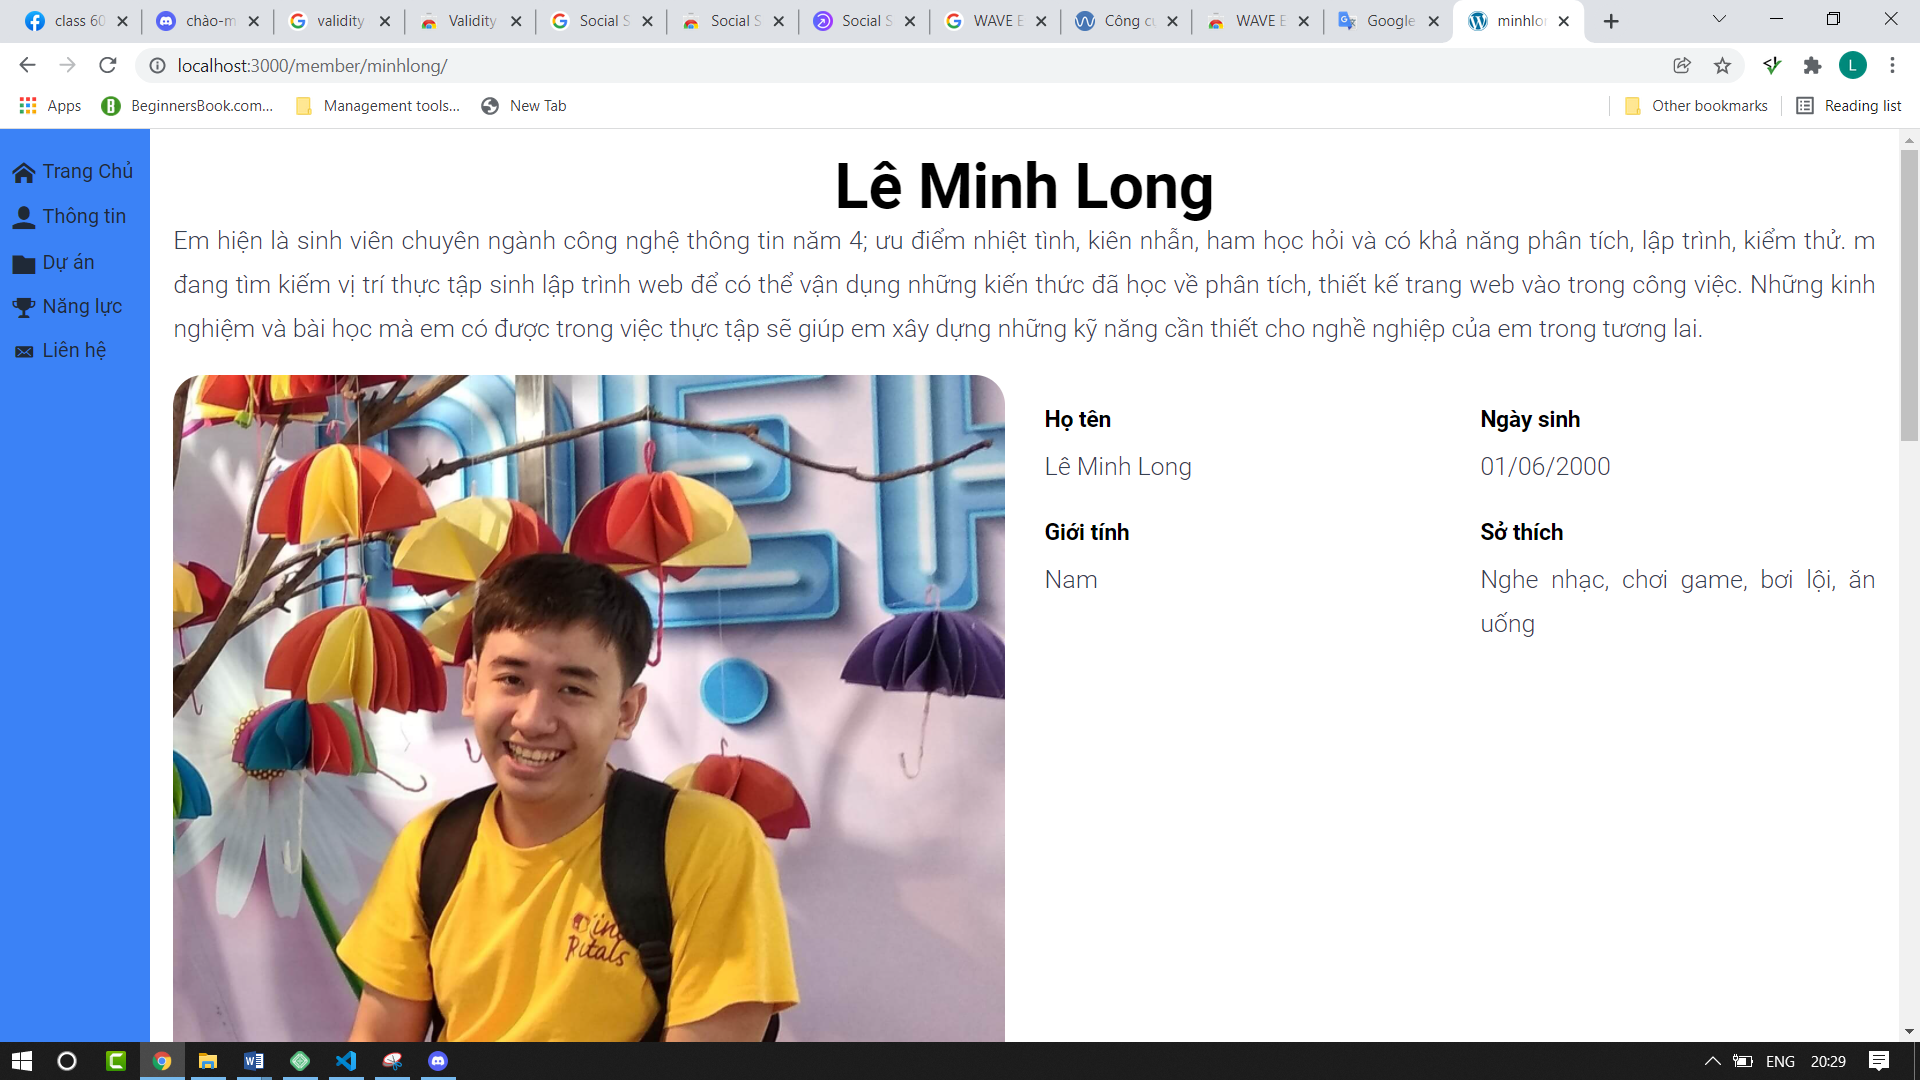 class 60
chào-m
validity
Validity
Social S
Social S
Social S
WAVE E
Công cụ
WAVE E
Google
minhlon
localhost:3000/member/minhlong/
L
Apps
BeginnersBook.com...
Management tools...
New Tab
Other bookmarks
Reading list
Trang Chủ
Thông tin
Dự án
Năng lực
Liên hệ
Lê Minh Long
Em hiện là sinh viên chuyên ngành công nghệ thông tin năm 4; ưu điểm nhiệt tình, kiên nhẫn, ham học hỏi và có khả năng phân tích, lập trình, kiểm thử. m
đang tìm kiếm vị trí thực tập sinh lập trình web để có thể vận dụng những kiến thức đã học về phân tích, thiết kế trang web vào trong công việc. Những kinh
nghiệm và bài học mà em có được trong việc thực tập sẽ giúp em xây dựng những kỹ năng cần thiết cho nghề nghiệp của em trong tương lai.
Họ tên
Lê Minh Long
Ngày sinh
01/06/2000
Giới tính
Nam
Sở thích
Nghe nhạc, chơi game, bơi lội, ăn
uống
Rituals
ENG
20:29